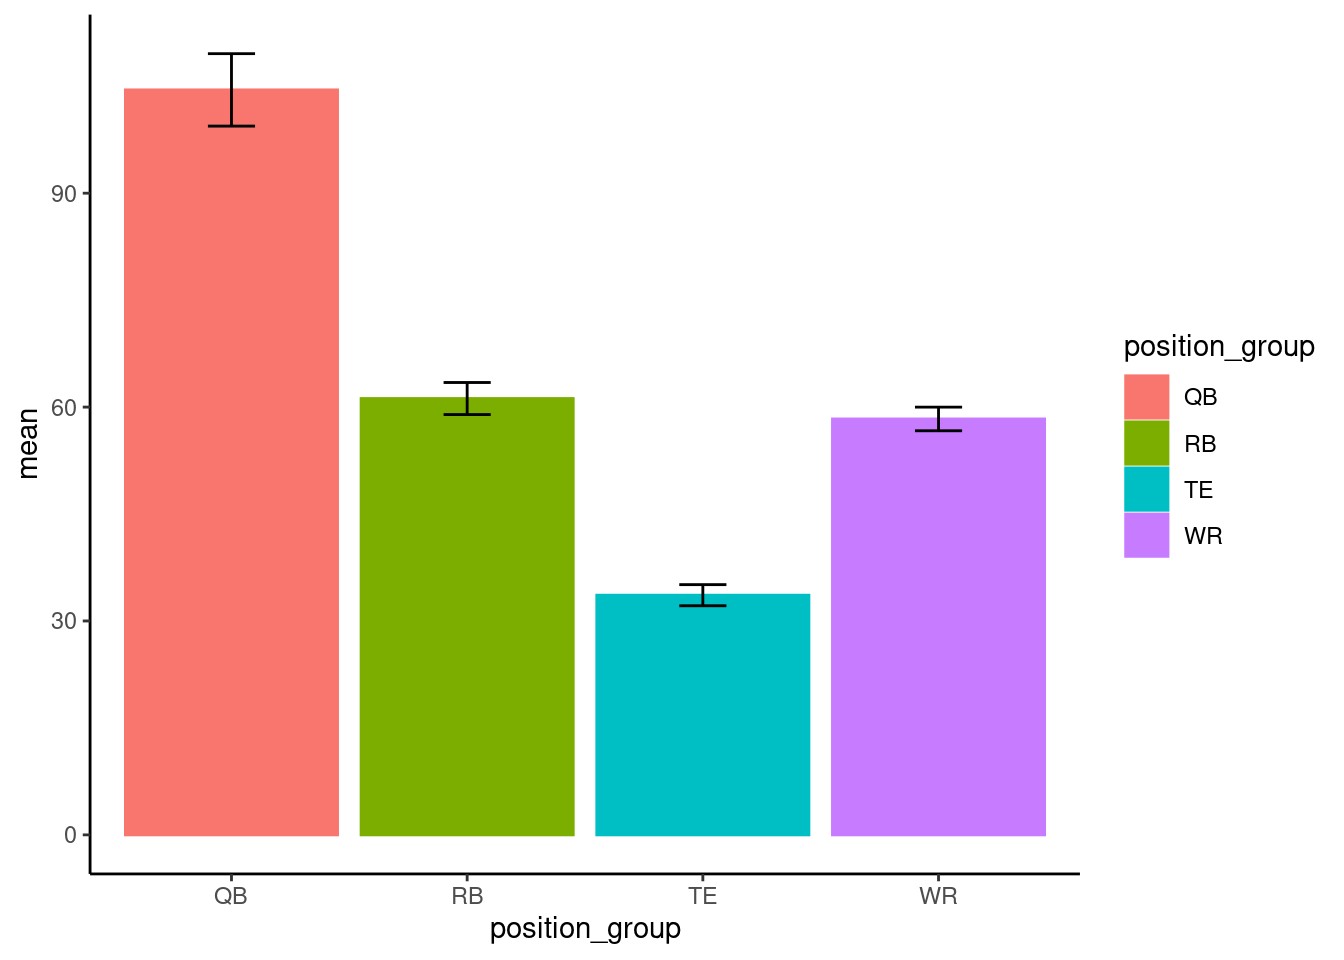 mean
90
60
30
0
QB
RB
TE
WR
position_group
position_group
QB
RB
TE
WR